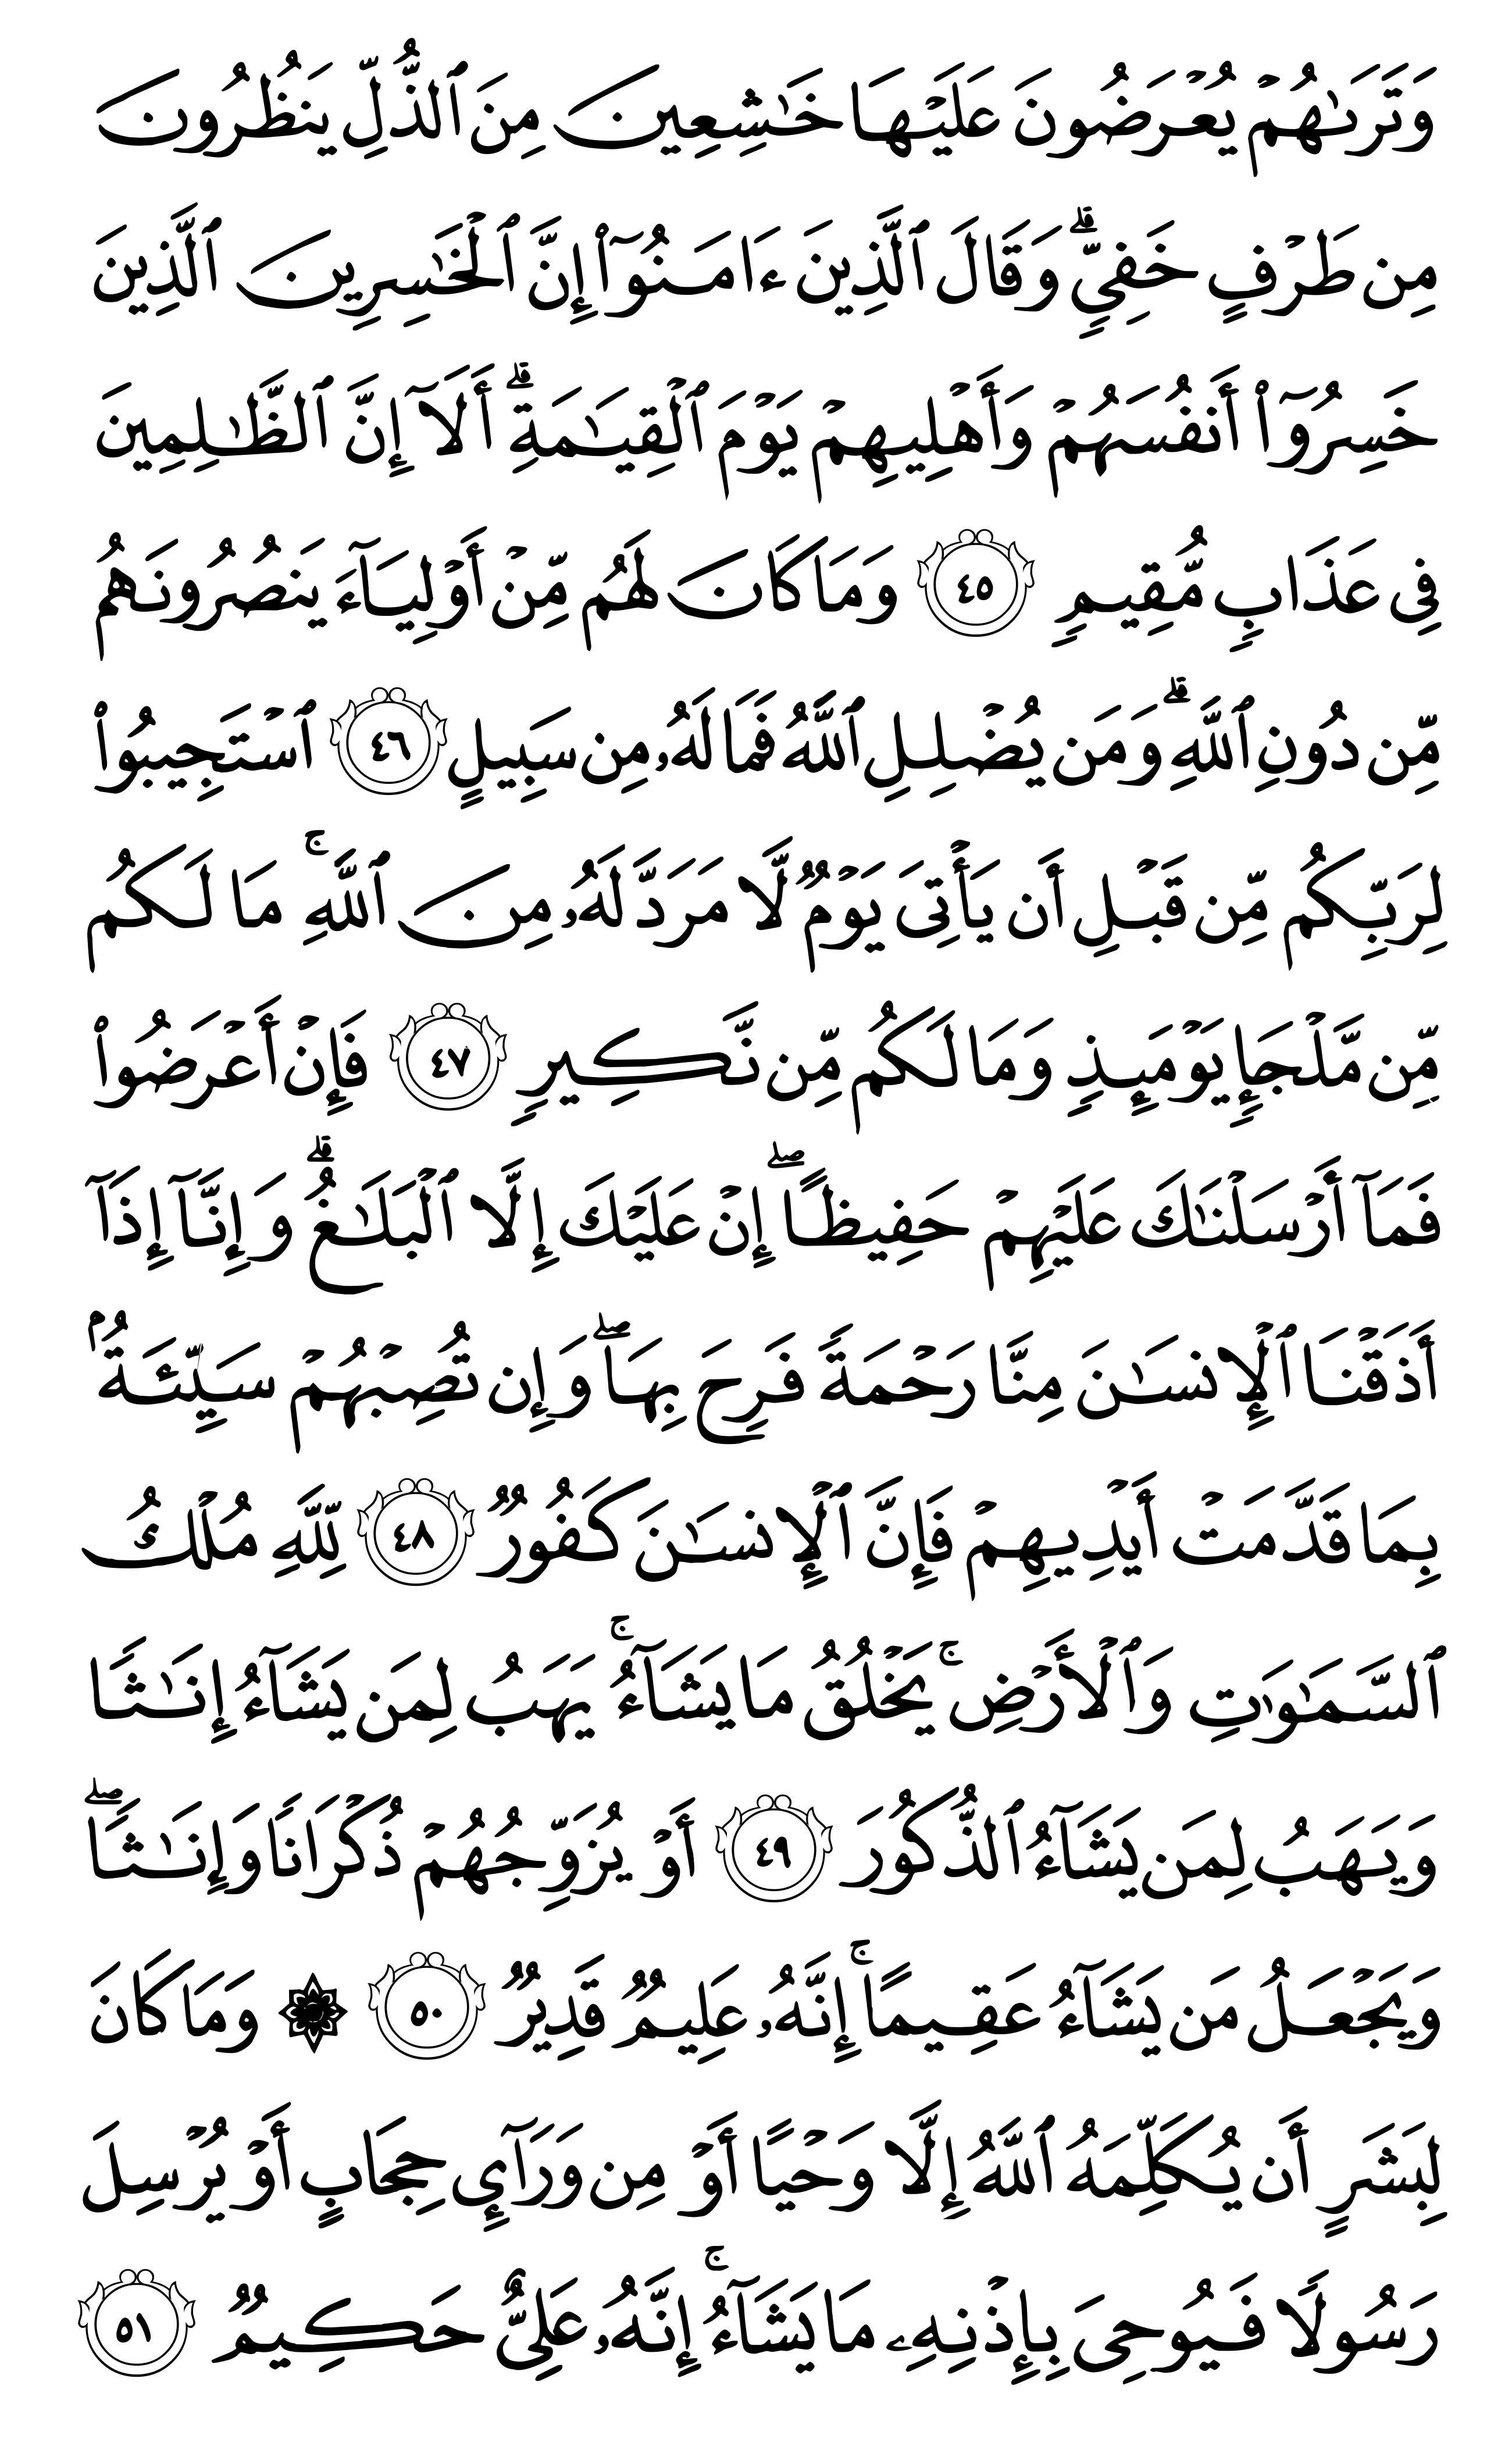 وَتَرَىٰهُمۡ يُعۡرَضُونَ عَلَيۡهَا خَٰشِعِينَ مِنَ ٱلذُّلِّ يَنظُرُونَ
مِن طَرۡفٍ خَفِيّٖۗ وَقَالَ ٱلَّذِينَ ءَامَنُوٓاْ إِنَّ ٱلۡخَٰسِرِينَ ٱلَّذِينَ
خَسِرُوٓاْ أَنفُسَهُمۡ وَأَهۡلِيهِمۡ يَوۡمَ ٱلۡقِيَٰمَةِۗ أَلَآ إِنَّ ٱلظَّٰلِمِينَ
فِي عَذَابٖ مُّقِيمٖ ٤٥ وَمَا كَانَ لَهُم مِّنۡ أَوۡلِيَآءَ يَنصُرُونَهُم
مِّن دُونِ ٱللَّهِۗ وَمَن يُضۡلِلِ ٱللَّهُ فَمَا لَهُۥ مِن سَبِيلٍ ٤٦ ٱسۡتَجِيبُواْ
لِرَبِّكُم مِّن قَبۡلِ أَن يَأۡتِيَ يَوۡمٞ لَّا مَرَدَّ لَهُۥ مِنَ ٱللَّهِۚ مَا لَكُم
مِّن مَّلۡجَإٖ يَوۡمَئِذٖ وَمَا لَكُم مِّن نَّكِيرٖ ٤٧ فَإِنۡ أَعۡرَضُواْ
فَمَآ أَرۡسَلۡنَٰكَ عَلَيۡهِمۡ حَفِيظًاۖ إِنۡ عَلَيۡكَ إِلَّا ٱلۡبَلَٰغُۗ وَإِنَّآ إِذَآ
أَذَقۡنَا ٱلۡإِنسَٰنَ مِنَّا رَحۡمَةٗ فَرِحَ بِهَاۖ وَإِن تُصِبۡهُمۡ سَيِّئَةُۢ
بِمَا قَدَّمَتۡ أَيۡدِيهِمۡ فَإِنَّ ٱلۡإِنسَٰنَ كَفُورٞ ٤٨ لِّلَّهِ مُلۡكُ
ٱلسَّمَٰوَٰتِ وَٱلۡأَرۡضِۚ يَخۡلُقُ مَا يَشَآءُۚ يَهَبُ لِمَن يَشَآءُ إِنَٰثٗا
وَيَهَبُ لِمَن يَشَآءُ ٱلذُّكُورَ ٤٩ أَوۡ يُزَوِّجُهُمۡ ذُكۡرَانٗا وَإِنَٰثٗاۖ
وَيَجۡعَلُ مَن يَشَآءُ عَقِيمًاۚ إِنَّهُۥ عَلِيمٞ قَدِيرٞ ٥٠ ۞ وَمَا كَانَ
لِبَشَرٍ أَن يُكَلِّمَهُ ٱللَّهُ إِلَّا وَحۡيًا أَوۡ مِن وَرَآيِٕ حِجَابٍ أَوۡ يُرۡسِلَ
رَسُولٗا فَيُوحِيَ بِإِذۡنِهِۦ مَا يَشَآءُۚ إِنَّهُۥ عَلِيٌّ حَكِيمٞ ٥١